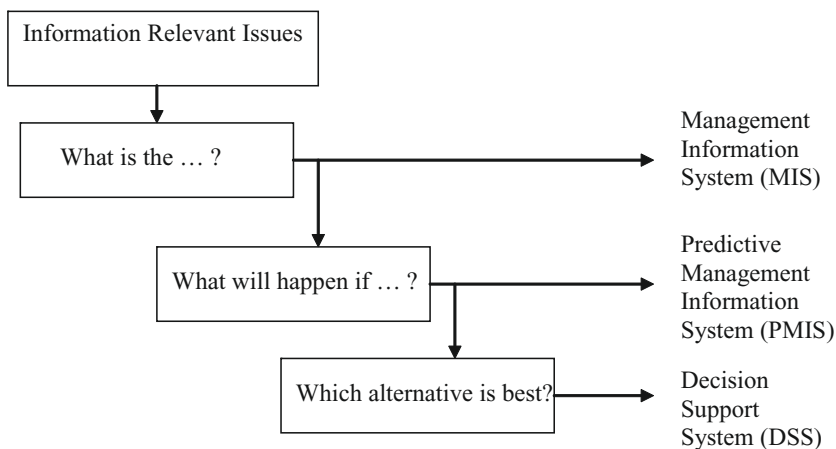 Information Relevant Issues
What is the … ?
Management
Information
System (MIS)
What will happen if … ?
Predictive
Management
Information
System (PMIS)
Which alternative is best?
Decision
Support
System (DSS)